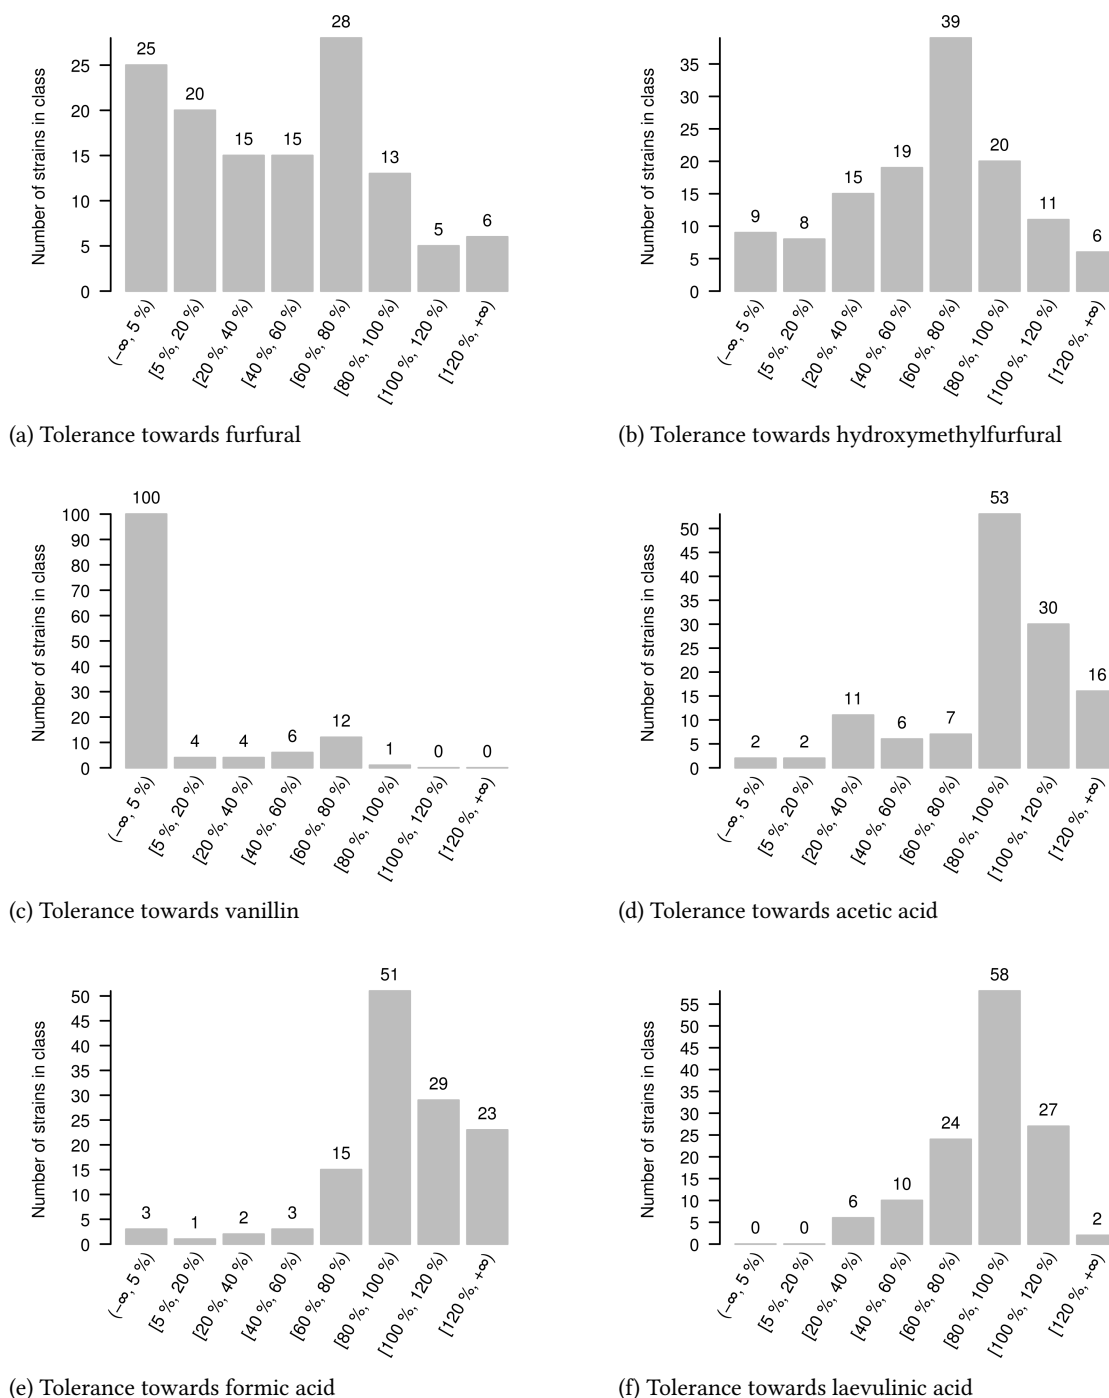 28
25
25
20
20
15
15
15
13
10
5
6
5
0
Number of strains in class
(−∞, 5 %)
[5 %, 20 %)
[20 %, 40 %)
[40 %, 60 %)
[60 %, 80 %)
[80 %, 100 %)
[100 %, 120 %)
[120 %, +∞)
(a) Tolerance towards furfural
39
35
30
25
20
20
19
15
15
11
10
9
8
6
5
0
Number of strains in class
(−∞, 5 %)
[5 %, 20 %)
[20 %, 40 %)
[40 %, 60 %)
[60 %, 80 %)
[80 %, 100 %)
[100 %, 120 %)
[120 %, +∞)
(b) Tolerance towards hydroxymethylfurfural
100
100
90
80
70
60
50
40
30
20
10
0
4
4
6
12
1
0
0
Number of strains in class
(−∞, 5 %)
[5 %, 20 %)
[20 %, 40 %)
[40 %, 60 %)
[60 %, 80 %)
[80 %, 100 %)
[100 %, 120 %)
[120 %, +∞)
(c) Tolerance towards vanillin
53
50
45
40
35
30
25
20
15
10
5
0
2
2
11
6
7
30
16
Number of strains in class
(−∞, 5 %)
[5 %, 20 %)
[20 %, 40 %)
[40 %, 60 %)
[60 %, 80 %)
[80 %, 100 %)
[100 %, 120 %)
[120 %, +∞)
(d) Tolerance towards acetic acid
51
50
45
40
35
30
25
20
15
10
5
0
3
1
2
3
15
29
23
Number of strains in class
(−∞, 5 %)
[5 %, 20 %)
[20 %, 40 %)
[40 %, 60 %)
[60 %, 80 %)
[80 %, 100 %)
[100 %, 120 %)
[120 %, +∞)
(e) Tolerance towards formic acid
58
55
50
45
40
35
30
25
20
15
10
5
0
0
0
6
10
24
27
2
Number of strains in class
(−∞, 5 %)
[5 %, 20 %)
[20 %, 40 %)
[40 %, 60 %)
[60 %, 80 %)
[80 %, 100 %)
[100 %, 120 %)
[120 %, +∞)
(f) Tolerance towards laevulinic acid